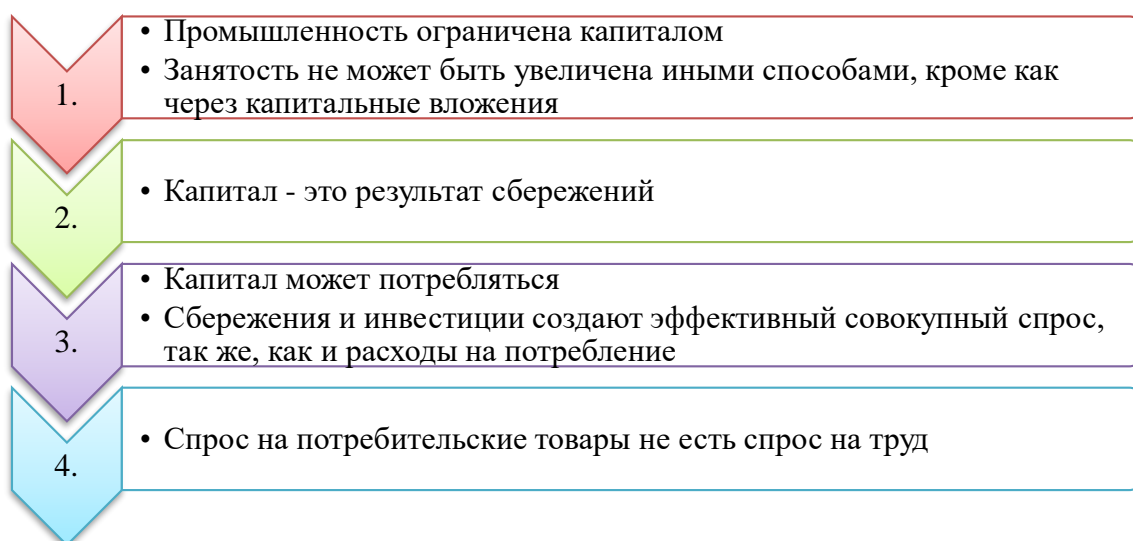 1.
• Промышленность ограничена капиталом
• Занятость не может быть увеличена иными способами, кроме как
через капитальные вложения
2.
• Капитал - это результат сбережений
3.
• Капитал может потребляться
• Сбережения и инвестиции создают эффективный совокупный спрос,
так же, как и расходы на потребление
4.
• Спрос на потребительские товары не есть спрос на труд